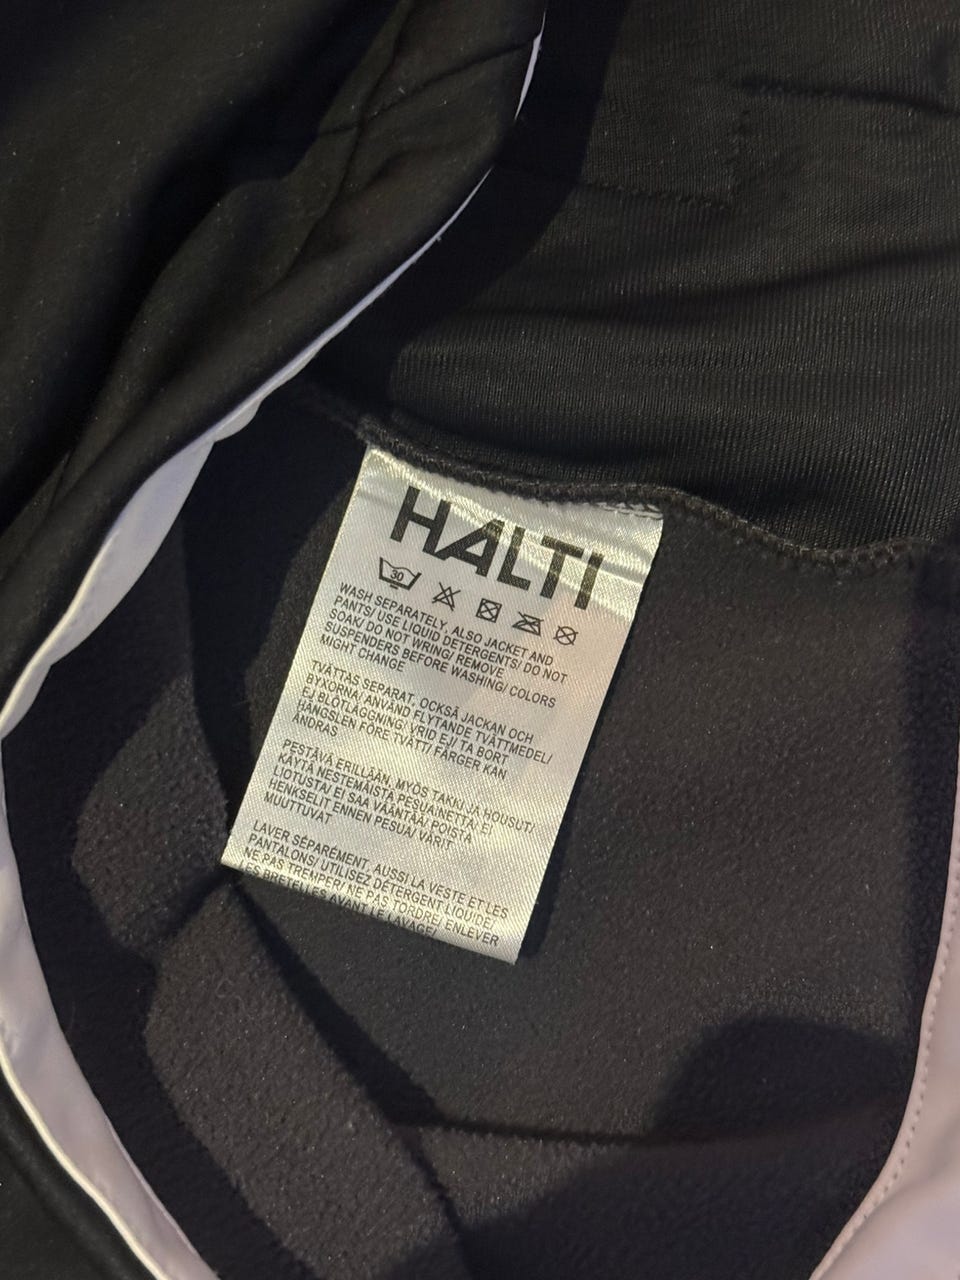 HALTI
30
WASH SEPARATELY, ALSO JACKET AND
PANTS/ USE LIQUID DETERGENTS/ DO NOT
SOAK/ DO NOT WRING/ REMOVE
SUSPENDERS BEFORE WASHING/ COLORS
MIGHT CHANGE
TVÄTTAS SEPARAT, OCKSÅ JACKAN OCH
BYXORNA/ ANVÄND FLYTANDE TVÄTTMEDEL/
EJ BLÖTLÄGGNING/ VRID EJ/ TA BORT
HÄNGSLEN FÖRE TVÄTT/ FÄRGER KAN
ÄNDRAS
PESTÄVÄ ERILLÄÄN, MYÖS TAKKI JA HOUSUT/
KÄYTÄ NESTEMÄISTÄ PESUAINETTA/ EI
LIOTUSTA/ EI SAA VÄÄNTÄÄ/ POISTA
HENKSELIT ENNEN PESUA/ VÄRIT
MUUTTUVAT
LAVER SÉPARÉMENT, AUSSI LA VESTE ET LES
PANTALONS/ UTILISEZ DÉTERGENT LIQUIDE/
NE PAS TREMPER/ NE PAS TORDRE/ ENLEVER
LES BRETELLES AVANT LE LAVAGE/